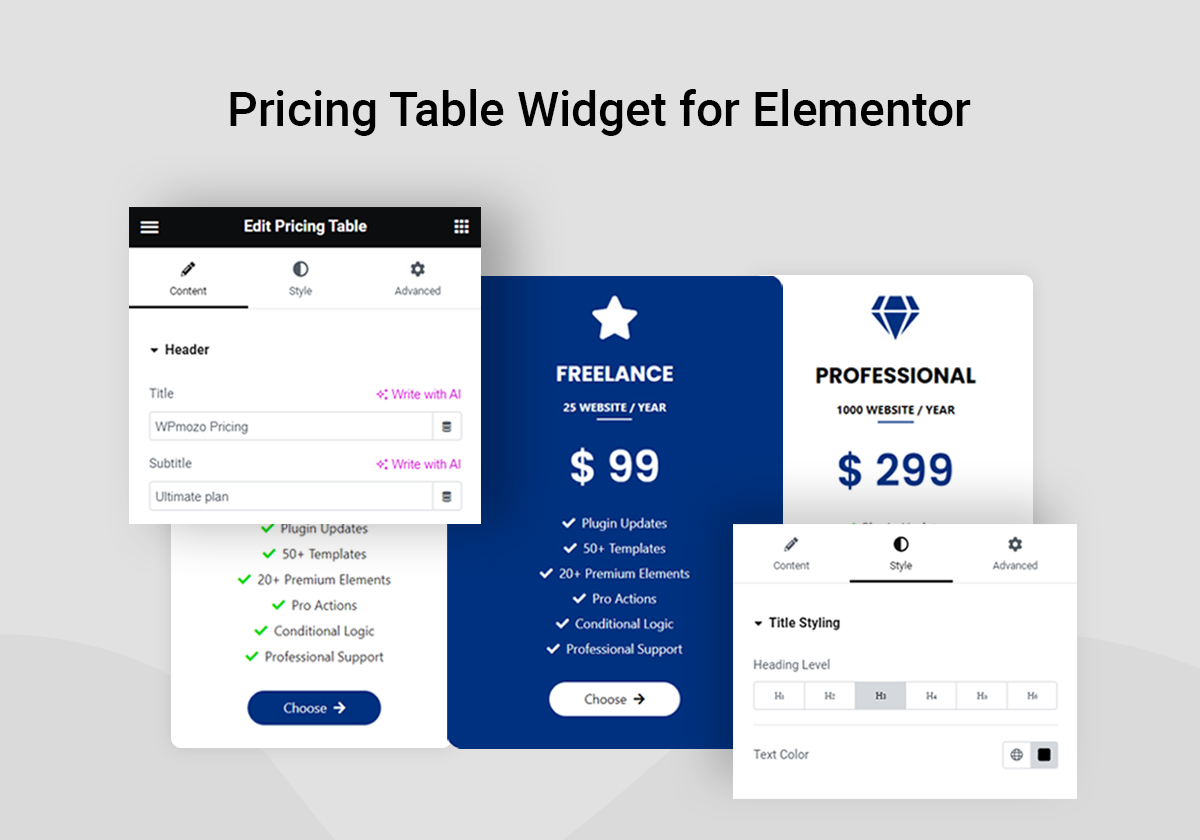 Pricing Table Widget for Elementor
Edit Pricing Table
Content
Style
Advanced
Header
Title
Write with AI
WPmozo Pricing
Subtitle
Write with AI
Ultimate plan
Plugin Updates
50+ Templates
20+ Premium Elements
Pro Actions
Conditional Logic
Professional Support
Choose
FREELANCE
25 WEBSITE / YEAR
$ 99
Plugin Updates
50+ Templates
20+ Premium Elements
Pro Actions
Conditional Logic
Professional Support
Choose
PROFESSIONAL
1000 WEBSITE / YEAR
$ 299
Content
Style
Advanced
Title Styling
Heading Level
H1 H2 H3 H4 H5 H6
Text Color